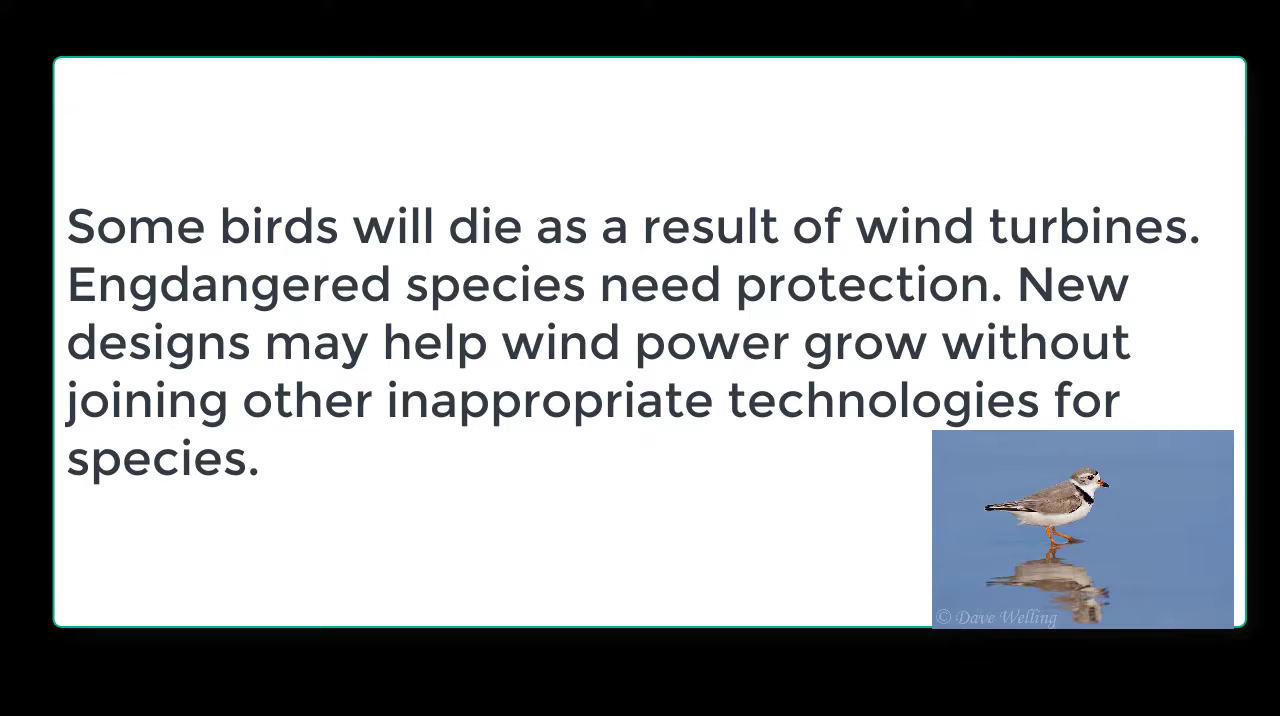 Some birds will die as a result of wind turbines.
Engdangered species need protection. New
designs may help wind power grow without
joining other inappropriate technologies for
species.
© Dave Welling